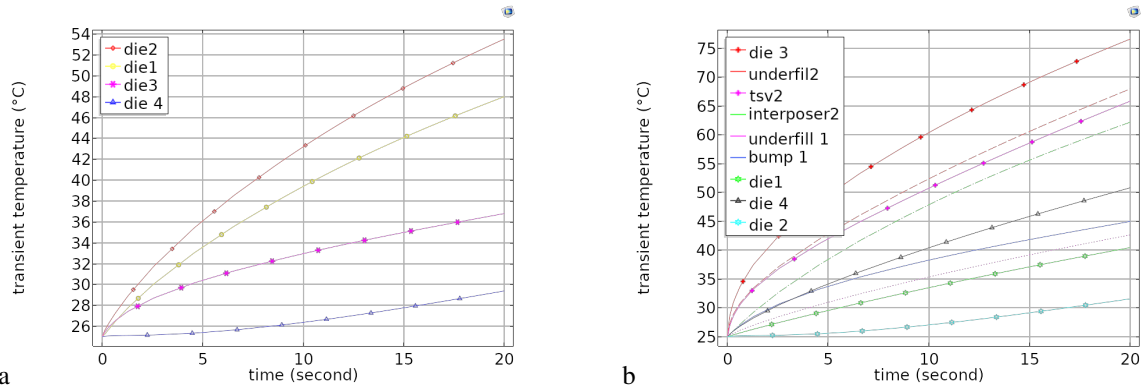 54
52
50
48
46
44
42
40
38
36
34
32
30
28
26
transient temperature (°C)
die2
die1
die3
die 4
0
5
10
15
20
time (second)
a
75
70
65
60
55
50
45
40
35
30
25
transient temperature (°C)
die 3
underfil2
tsv2
interposer2
underfill 1
bump 1
die1
die 4
die 2
0
5
10
15
20
time (second)
b